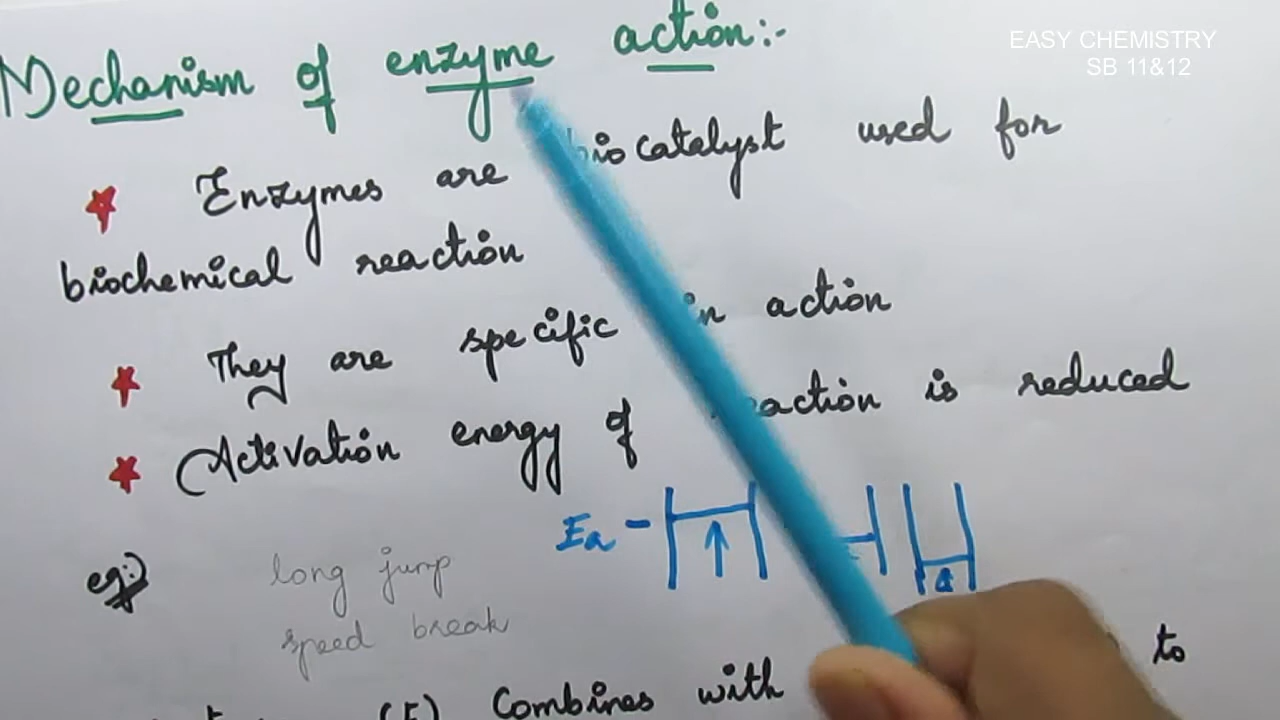 Mechanism of enzyme action:-
EASY CHEMISTRY
SB 11&12
Enzymes are biocatalyst used for
biochemical reaction
They are specific in action
Activation energy of reaction is reduced
Ea -
eg:) long jump
speed break
(E) Combines with to